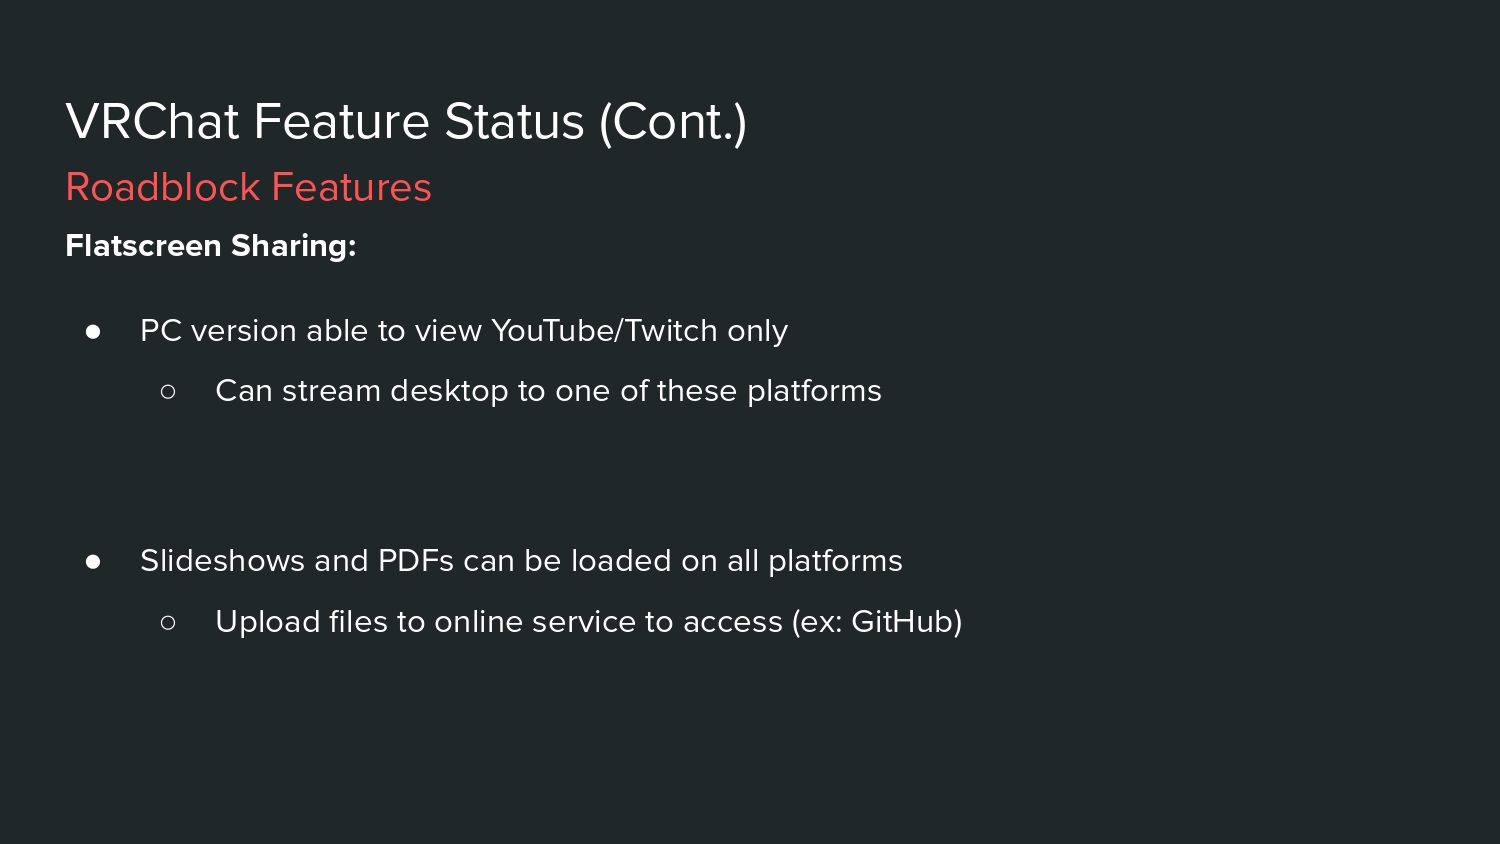 VRChat Feature Status (Cont.)
Roadblock Features
Flatscreen Sharing:
● PC version able to view YouTube/Twitch only
○ Can stream desktop to one of these platforms
● Slideshows and PDFs can be loaded on all platforms
○ Upload files to online service to access (ex: GitHub)